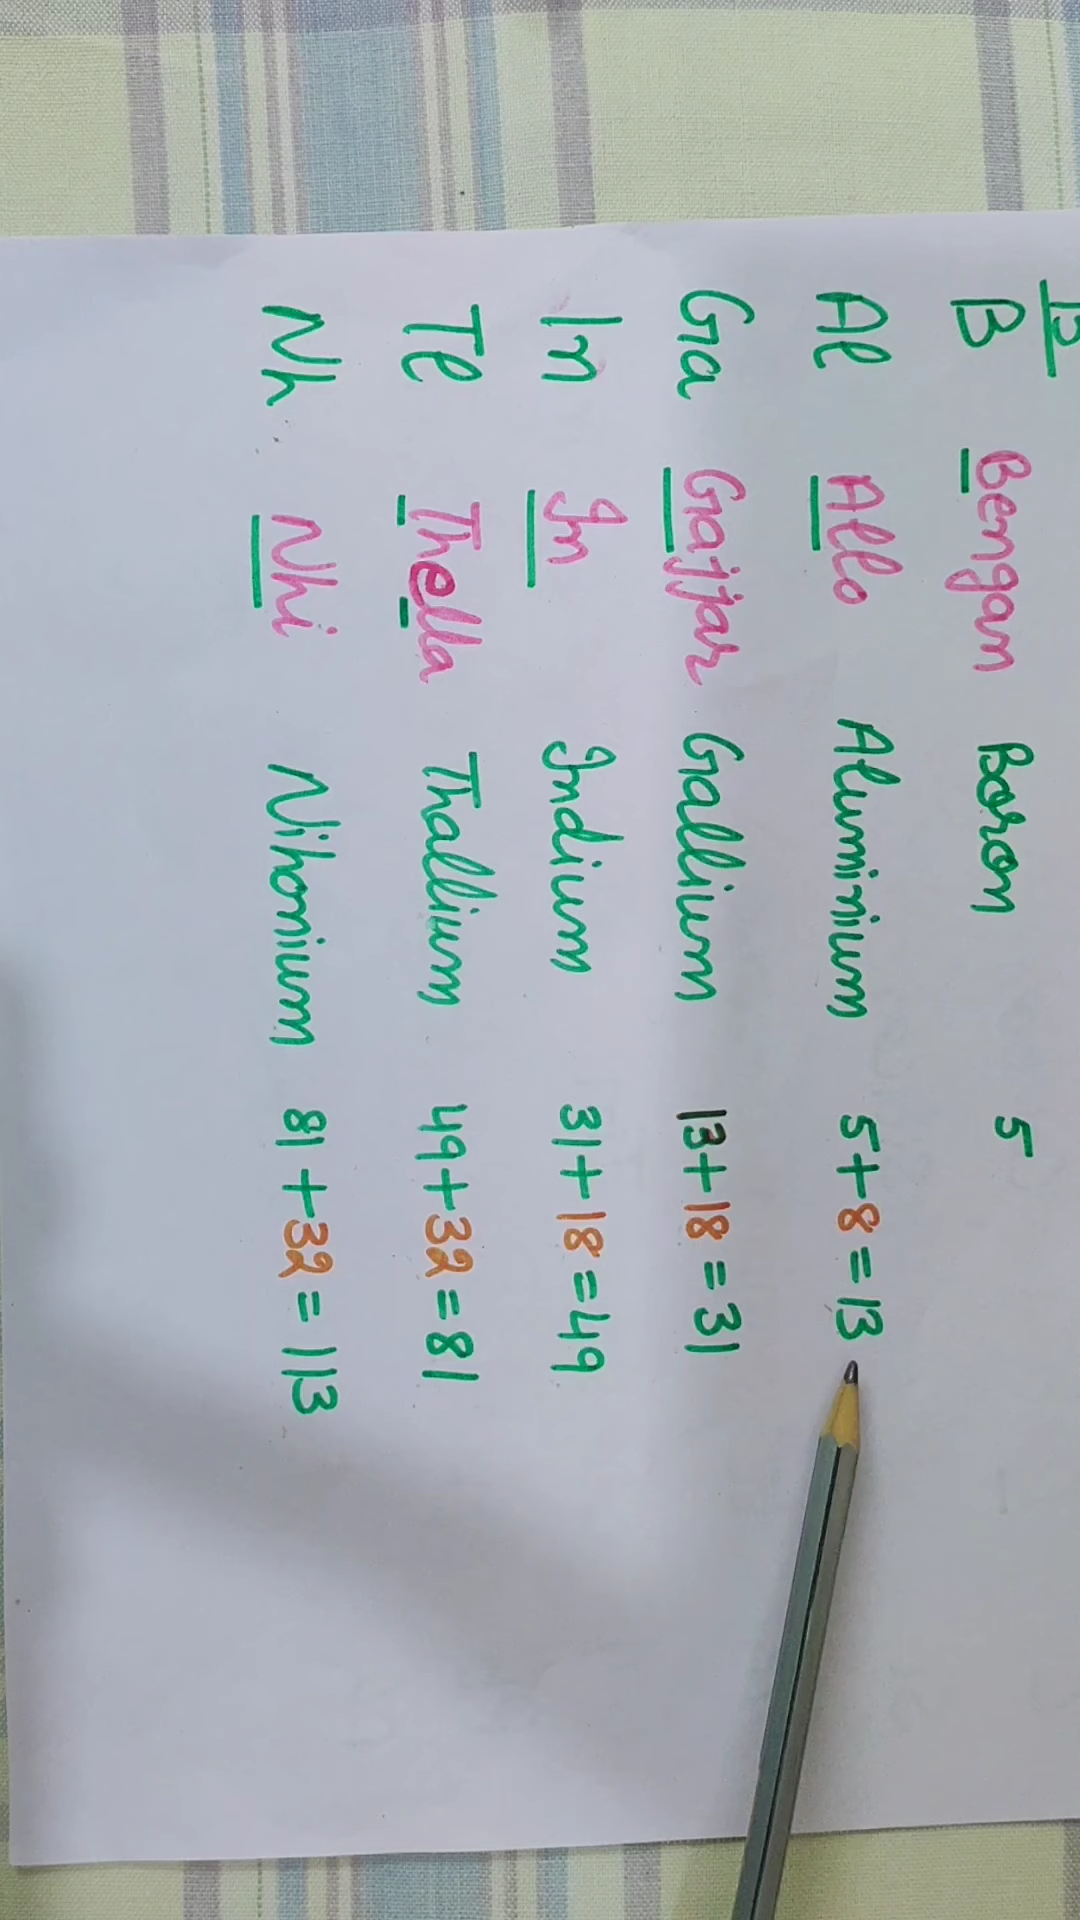 13
B Bengan Boron 5
Al Allo Aluminium 5+8=13
Ga Gajjar Gallium 13+18=31
In In Indium 31+18=49
Tl Thella Thallium 49+32=81
Nh Nhi Nihonium 81+32=113